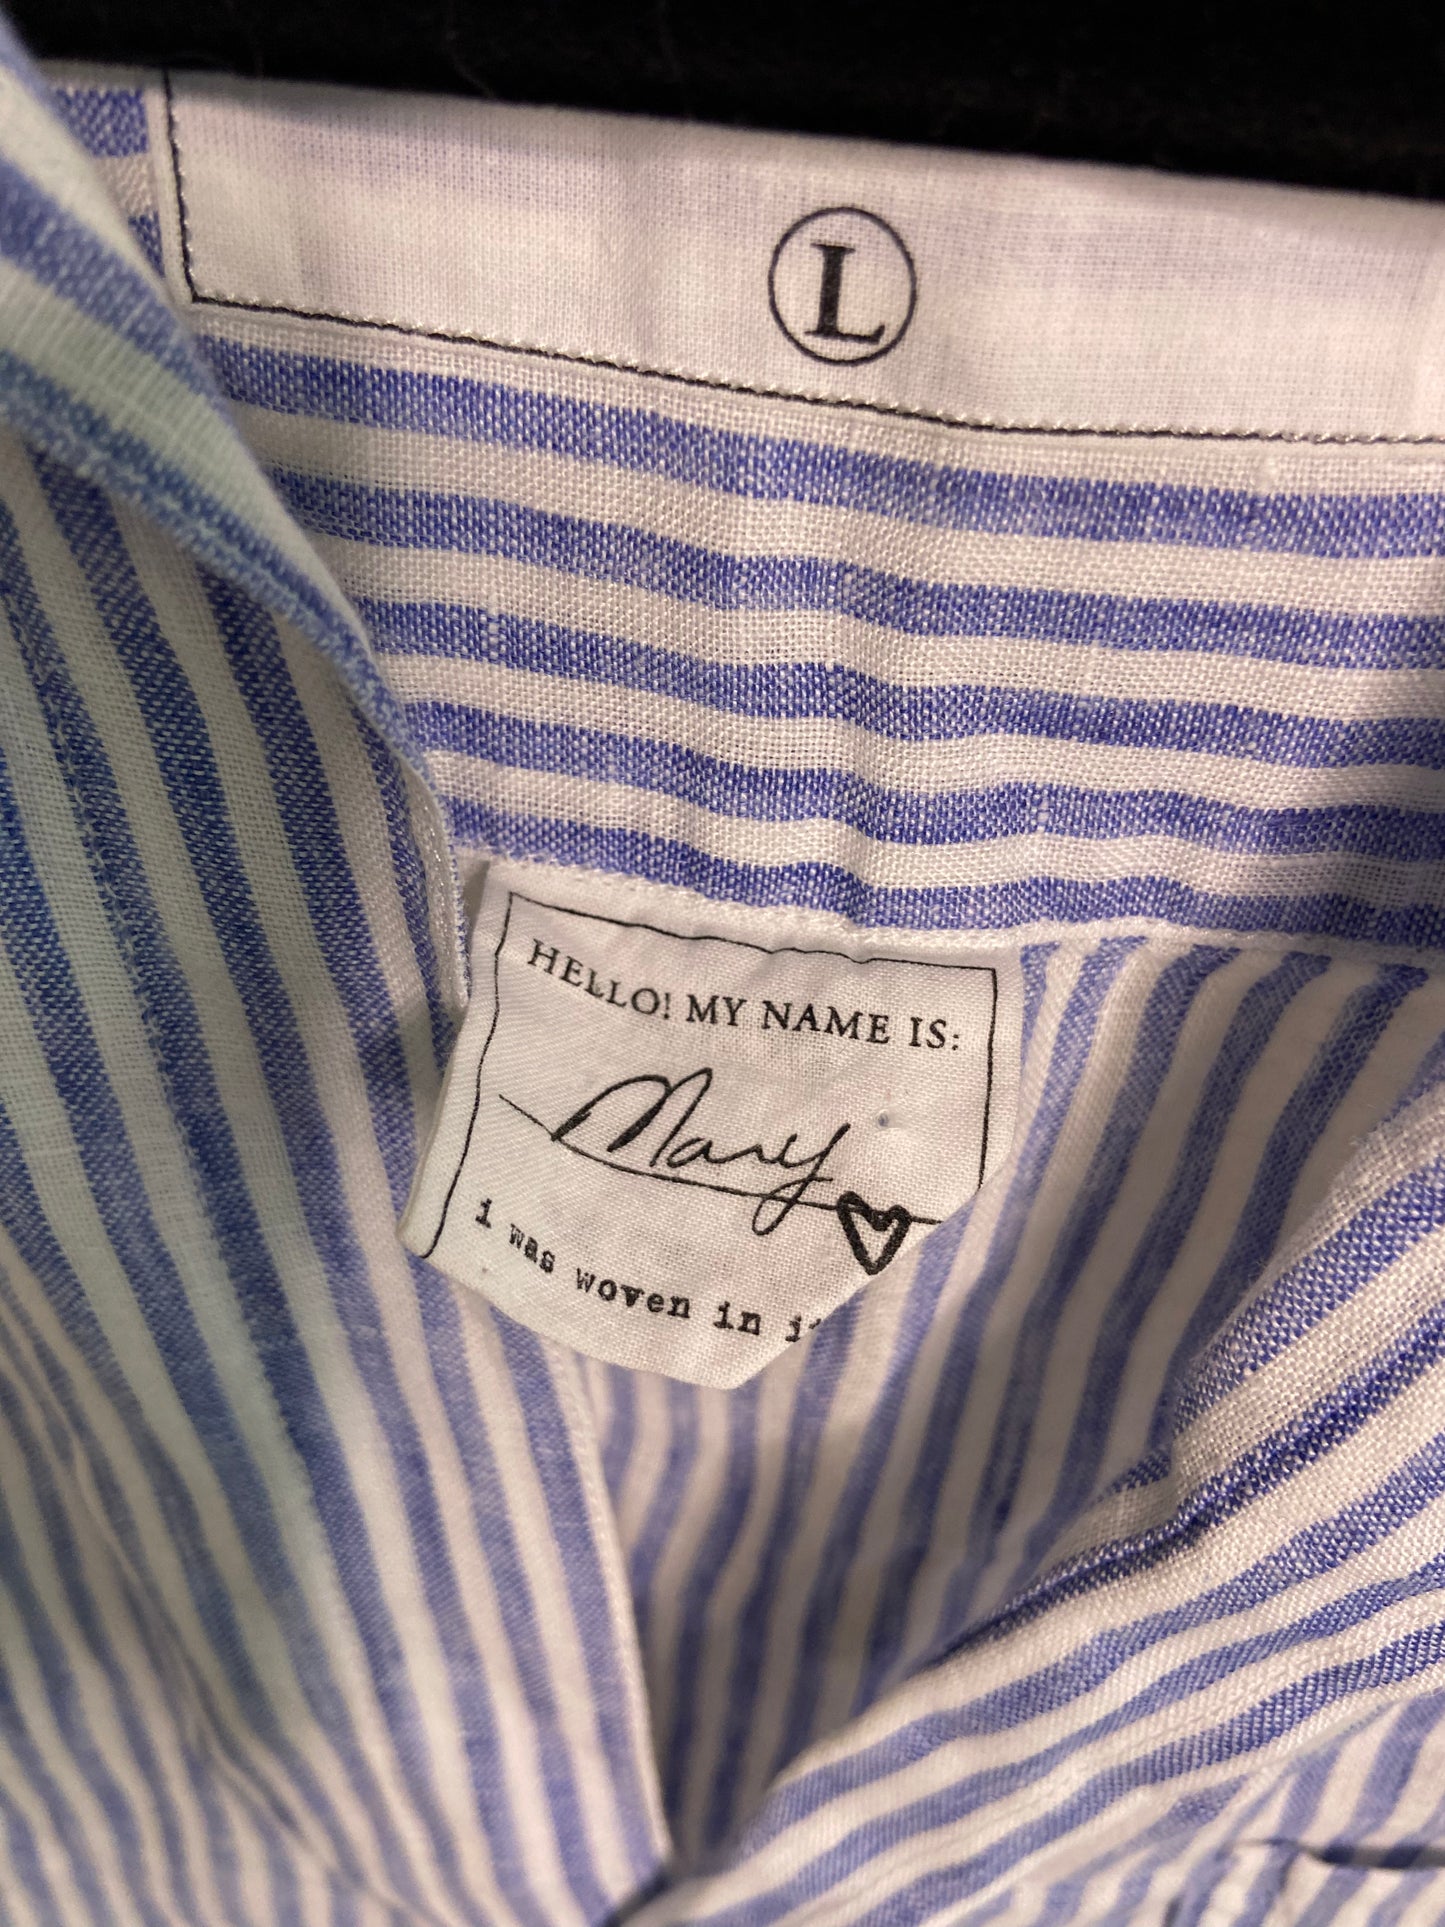 L
HELLO! MY NAME IS:
Mary
i was woven in